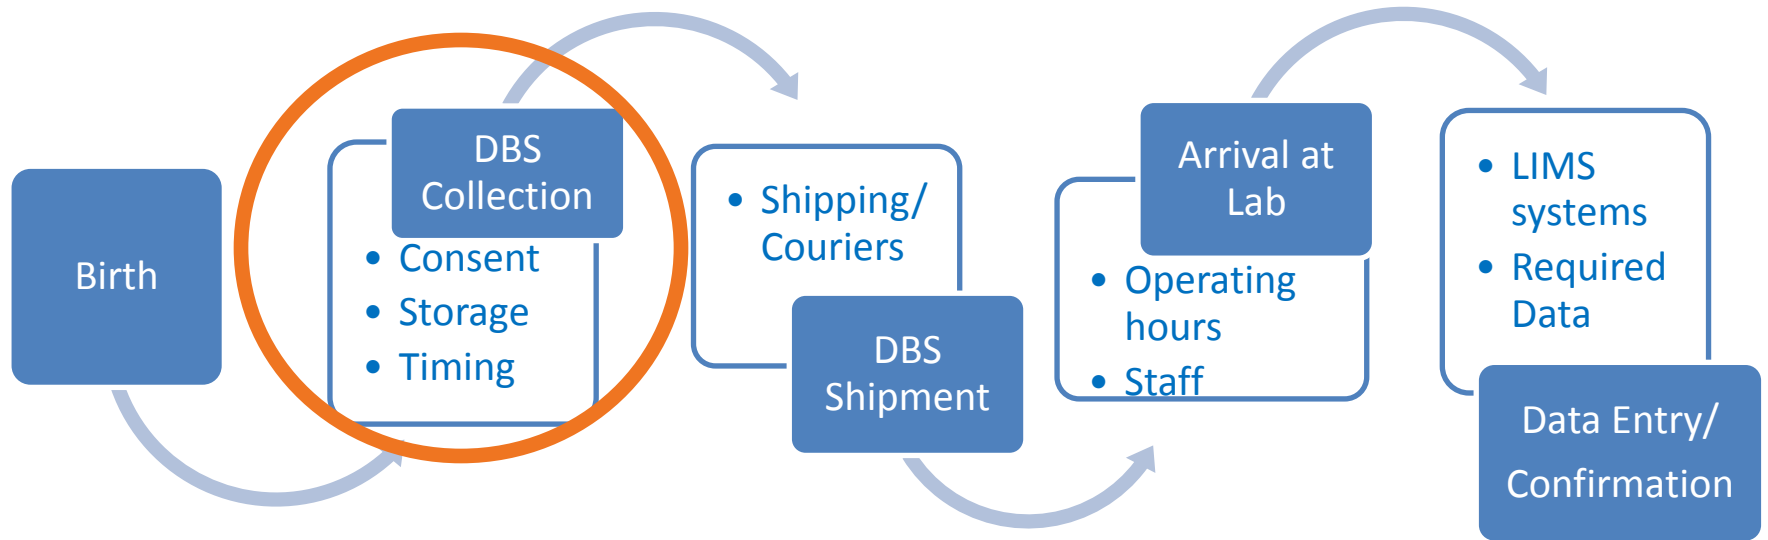 Birth
DBS
Collection
• Consent
• Storage
• Timing
• Shipping/
Couriers
DBS
Shipment
Arrival at
Lab
• Operating
hours
• Staff
• LIMS
systems
• Required
Data
Data Entry/
Confirmation